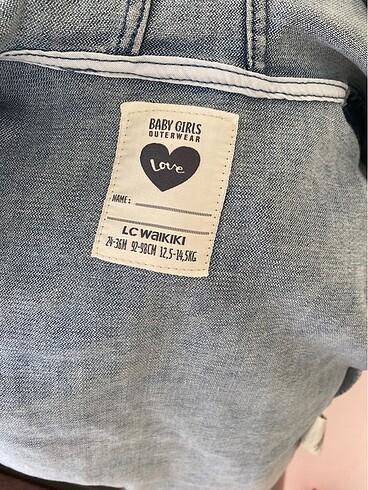 BABY GIRLS
OUTERWEAR
Love
NAME:
LC WAIKIKI
24-36M 92-98CM 12,5-14,5KG